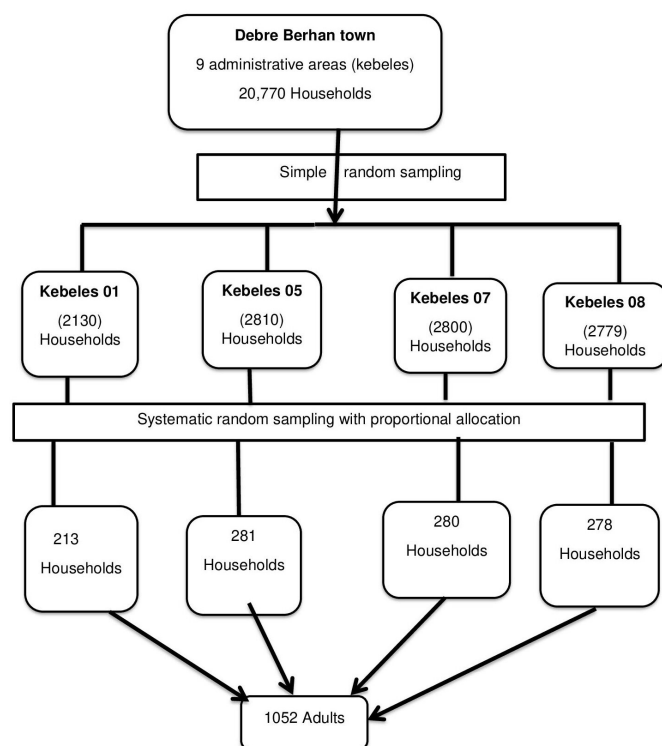 Debre Berhan town
9 administrative areas (kebeles)
20,770 Households
Simple random sampling
Kebeles 01
(2130)
Households
Kebeles 05
(2810)
Households
Kebeles 07
(2800)
Households
Kebeles 08
(2779)
Households
Systematic random sampling with proportional allocation
213
Households
281
Households
280
Households
278
Households
1052 Adults